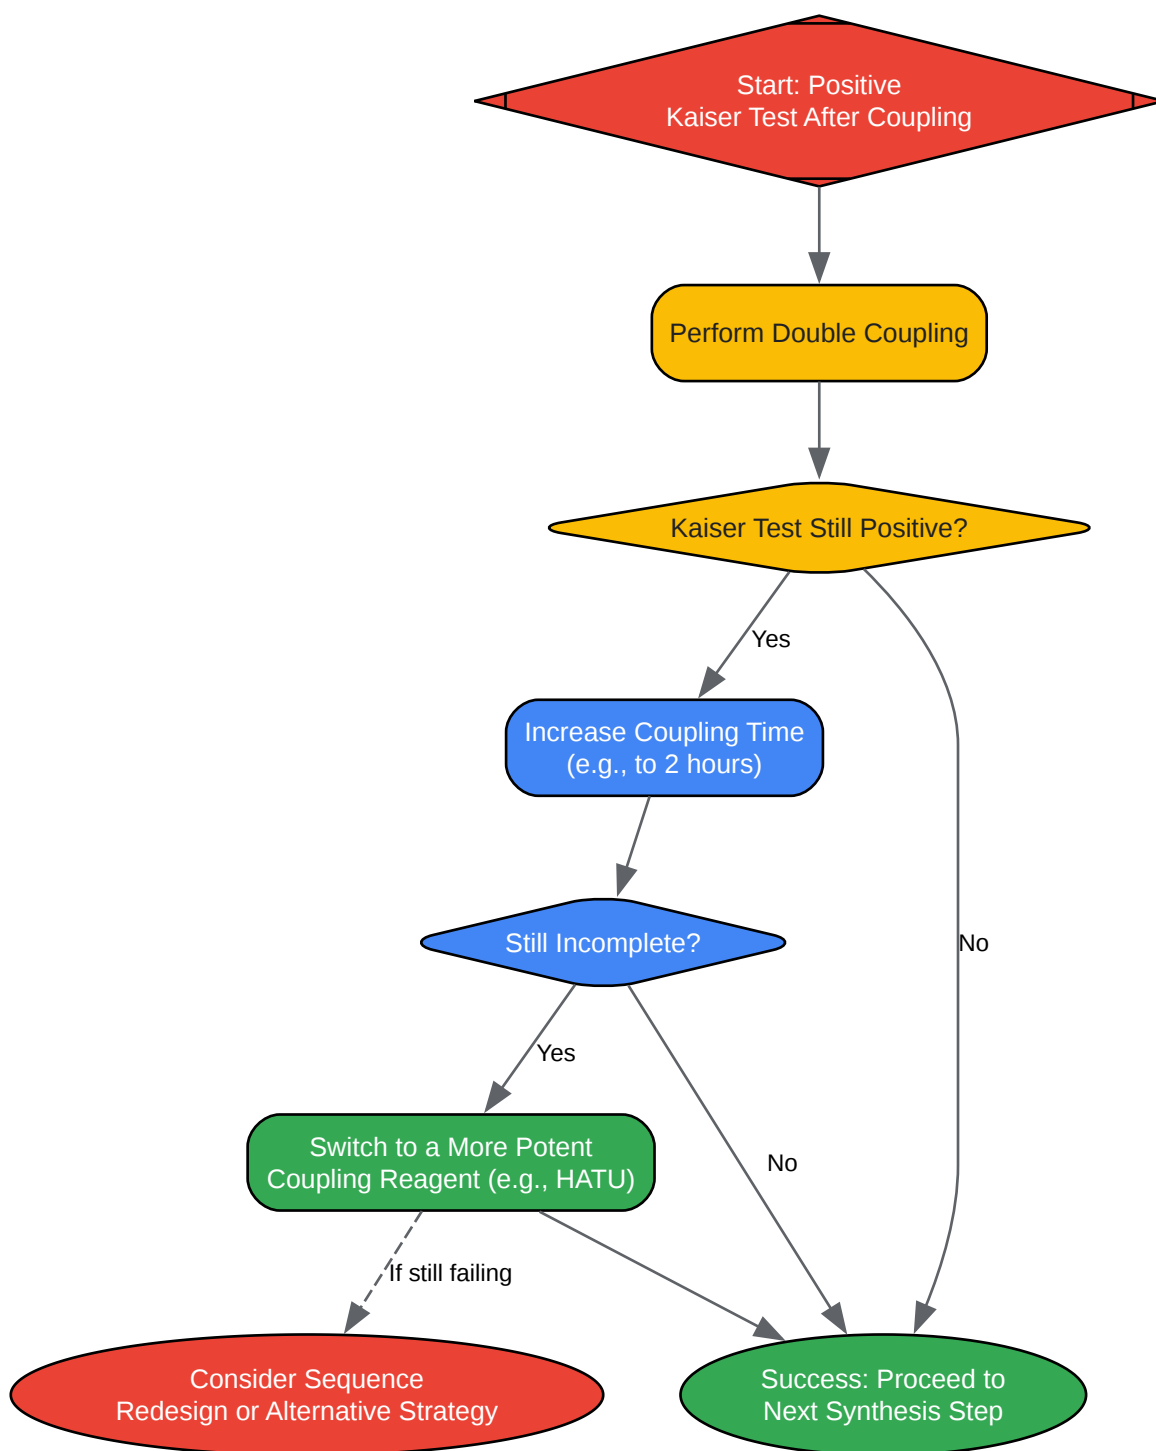 Start: Positive
Kaiser Test After Coupling
Perform Double Coupling
Kaiser Test Still Positive?
Yes
Increase Coupling Time
(e.g., to 2 hours)
Still Incomplete?
No
Yes
Switch to a More Potent
Coupling Reagent (e.g., HATU)
No
If still failing
Consider Sequence
Redesign or Alternative Strategy
Success: Proceed to
Next Synthesis Step